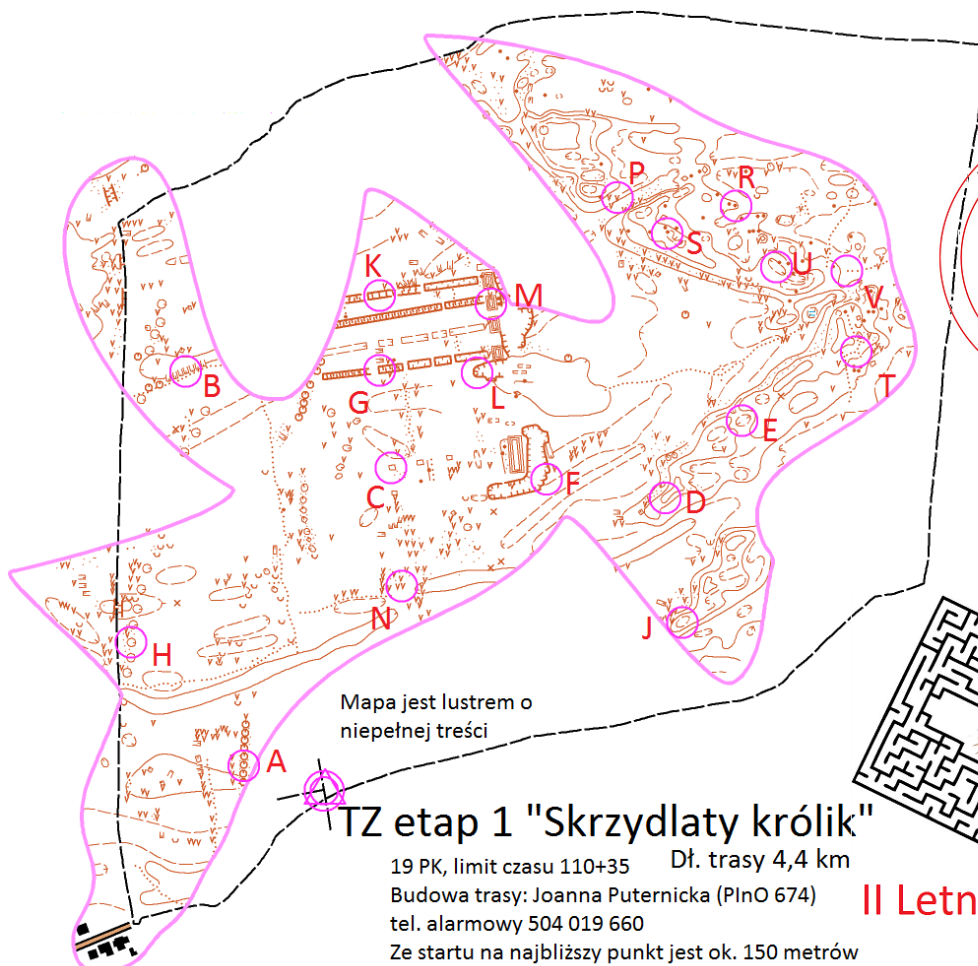 P
R
S
K
U
M
V
B
G
L
T
E
C
F
D
N
J
H
Mapa jest lustrem o
niepełnej treści
A
TZ etap 1 "Skrzydlaty królik"
19 PK, limit czasu 110+35
Dł. trasy 4,4 km
Budowa trasy: Joanna Puternicka (PInO 674)
II Letn
tel. alarmowy 504 019 660
Ze startu na najbliższy punkt jest ok. 150 metrów